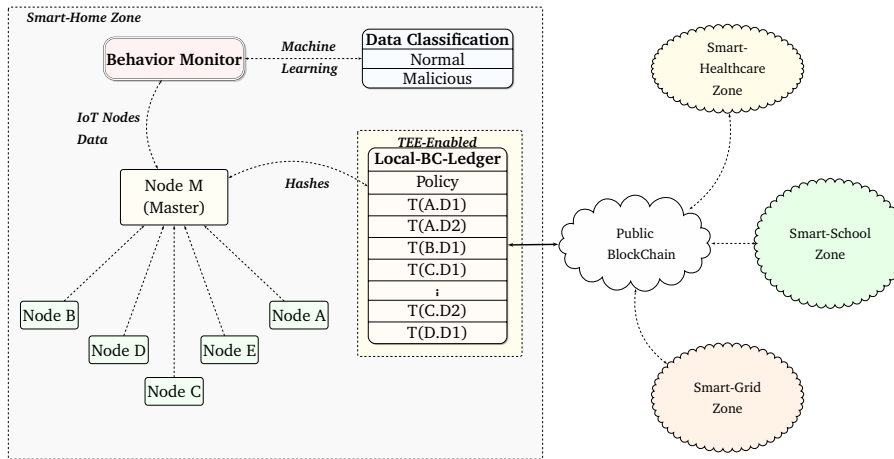 Smart-Home Zone
Behavior Monitor
Machine
Learning
Data Classification
Normal
Malicious
IoT Nodes
Data
Node M
(Master)
Hashes
TEE-Enabled
Local-BC-Ledger
Policy
T(A.D1)
T(A.D2)
T(B.D1)
T(C.D1)
⋮
T(C.D2)
T(D.D1)
Node B
Node D
Node C
Node E
Node A
Public
BlockChain
Smart-
Healthcare
Zone
Smart-School
Zone
Smart-Grid
Zone